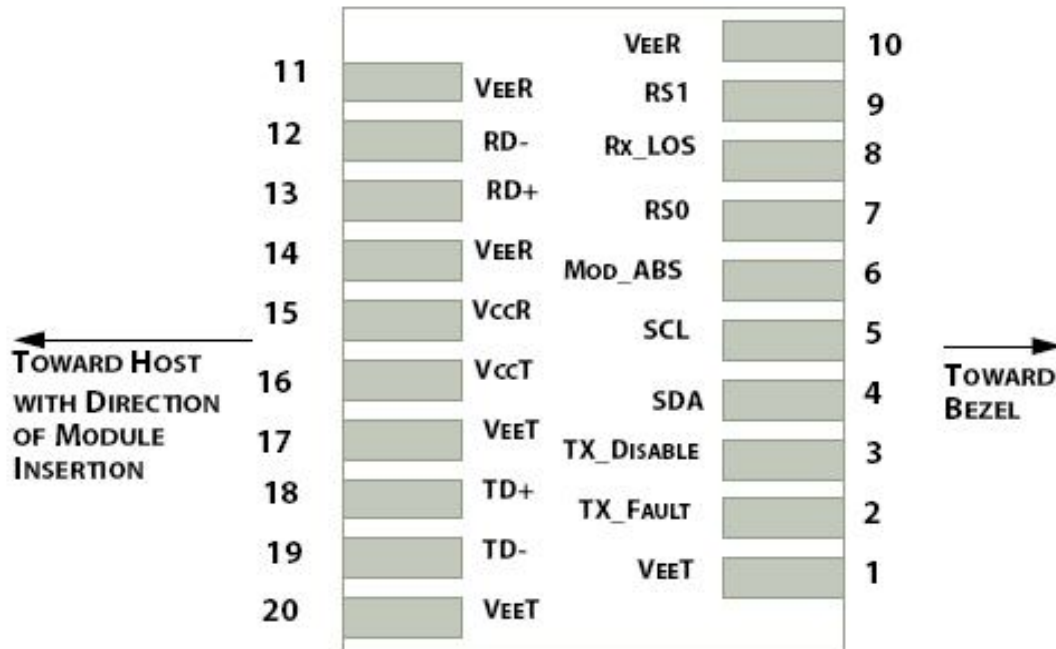 VEER 10
11 VEER
RS1 9
12 RD-
Rx_LOS 8
13 RD+
RS0 7
14 VEER
MOD_ABS 6
15 VccR
SCL 5
TOWARD HOST
WITH DIRECTION
OF MODULE
INSERTION
16 VccT
SDA 4
TOWARD
BEZEL
17 VEET
TX_DISABLE 3
18 TD+
TX_FAULT 2
19 TD-
VEET 1
20 VEET